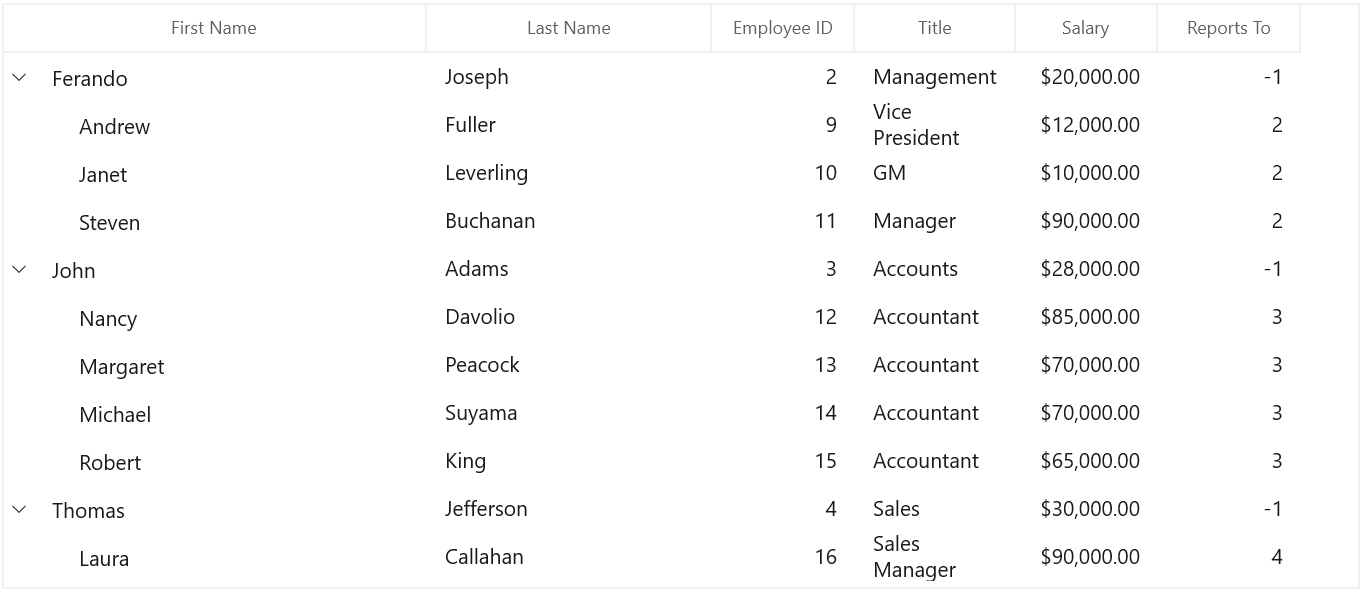 First Name Last Name Employee ID Title Salary Reports To
Ferando Joseph 2 Management $20,000.00 -1
Andrew Fuller 9 Vice President $12,000.00 2
Janet Leverling 10 GM $10,000.00 2
Steven Buchanan 11 Manager $90,000.00 2
John Adams 3 Accounts $28,000.00 -1
Nancy Davolio 12 Accountant $85,000.00 3
Margaret Peacock 13 Accountant $70,000.00 3
Michael Suyama 14 Accountant $70,000.00 3
Robert King 15 Accountant $65,000.00 3
Thomas Jefferson 4 Sales $30,000.00 -1
Laura Callahan 16 Sales Manager $90,000.00 4